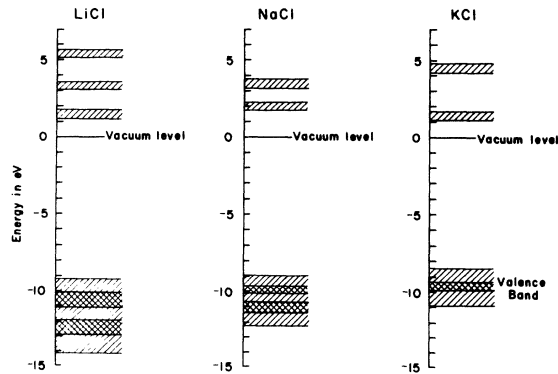 LiCl
NaCl
KCl
Energy in eV
5
0
-5
-10
-15
Vacuum level
5
0
-5
-10
-15
Vacuum level
5
0
-5
-10
-15
Vacuum level
Valence
Band